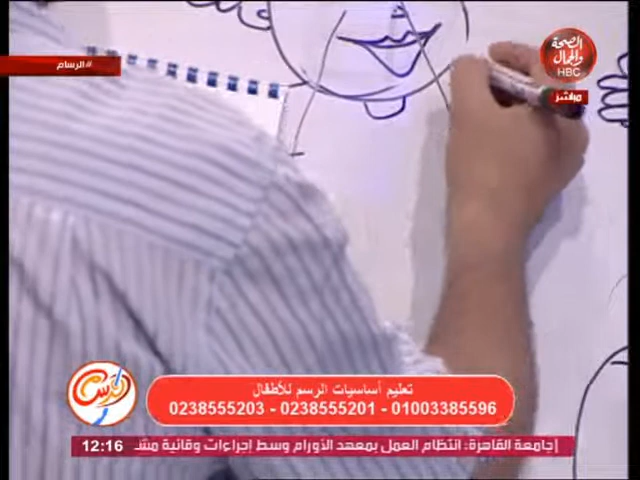 الصحة
والجمال
HBC
مباشر
#الرسام
تعليم أساسيات الرسم للأطفال
0238555203 - 0238555201 - 01003385596
12:16
جامعة القاهرة: انتظام العمل بمعهد الأورام وسط إجراءات وقائية مشد